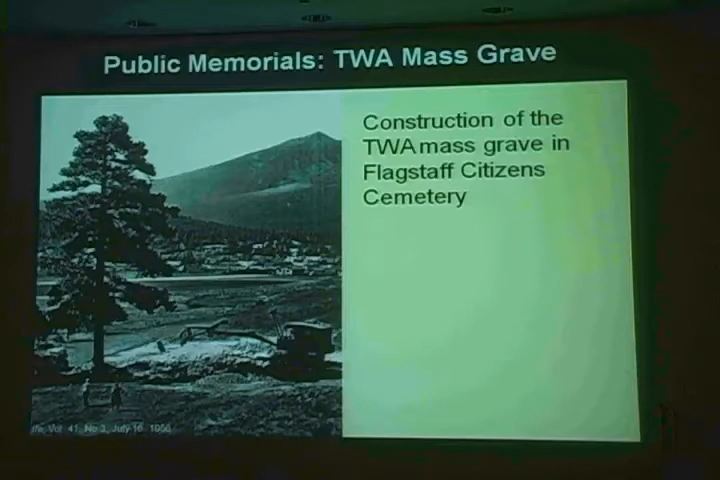 Public Memorials: TWA Mass Grave
Construction of the
TWA mass grave in
Flagstaff Citizens
Cemetery
Vol. 41, No 3, July 16, 1956